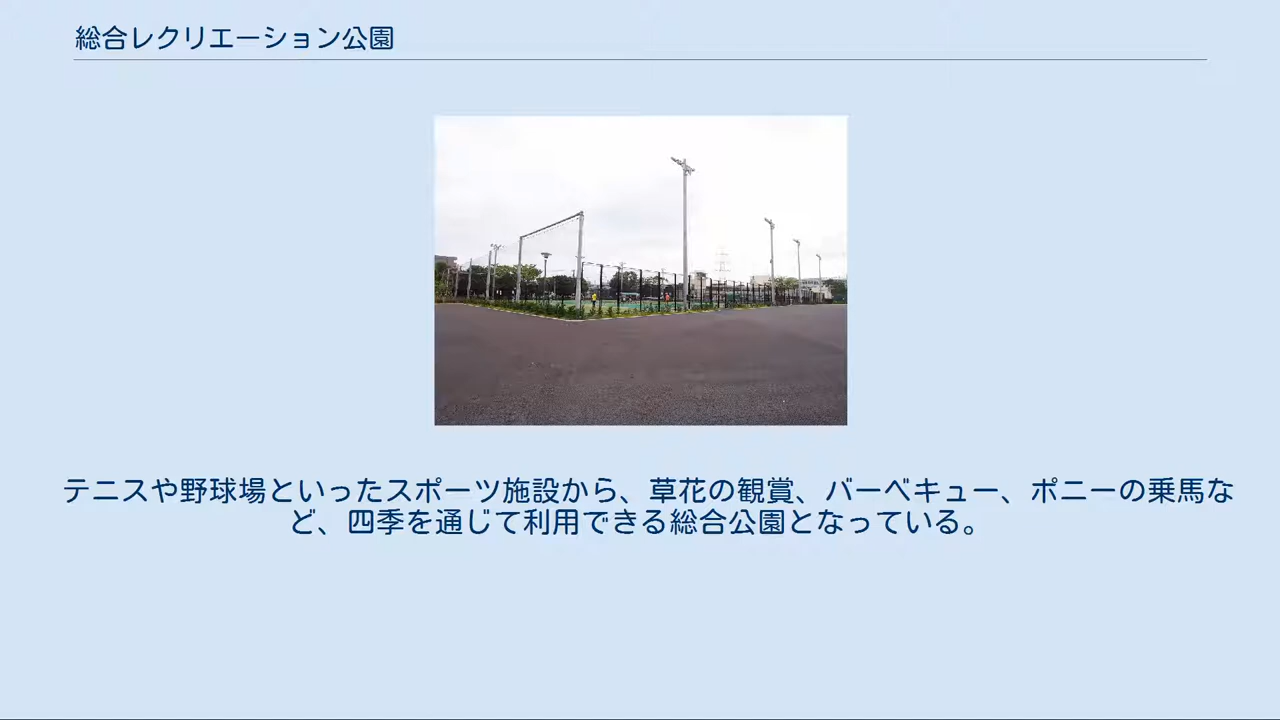 総合レクリエーション公園
テニスや野球場といったスポーツ施設から、草花の観賞、バーベキュー、ポニーの乗馬な
ど、四季を通じて利用できる総合公園となっている。